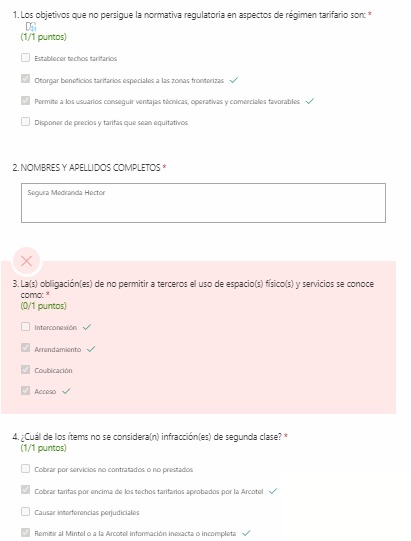 1. Los objetivos que no persigue la normativa regulatoria en aspectos de régimen tarifario son: *
(1/1 puntos)
Establecer techos tarifarios
Otorgar beneficios tarifarios especiales a las zonas fronterizas
Permite a los usuarios conseguir ventajas técnicas, operativas y comerciales favorables
Disponer de precios y tarifas que sean equitativos
2. NOMBRES Y APELLIDOS COMPLETOS *
Segura Medranda Hector
3. La(s) obligación(es) de no permitir a terceros el uso de espacio(s) físico(s) y servicios se conoce
como: *
(0/1 puntos)
Interconexión
Arrendamiento
Coubicación
Acceso
4. ¿Cuál de los ítems no se considera(n) infracción(es) de segunda clase? *
(1/1 puntos)
Cobrar por servicios no contratados o no prestados
Cobrar tarifas por encima de los techos tarifarios aprobados por la Arcotel
Causar interferencias perjudiciales
Remitir al Mintel o a la Arcotel información inexacta o incompleta